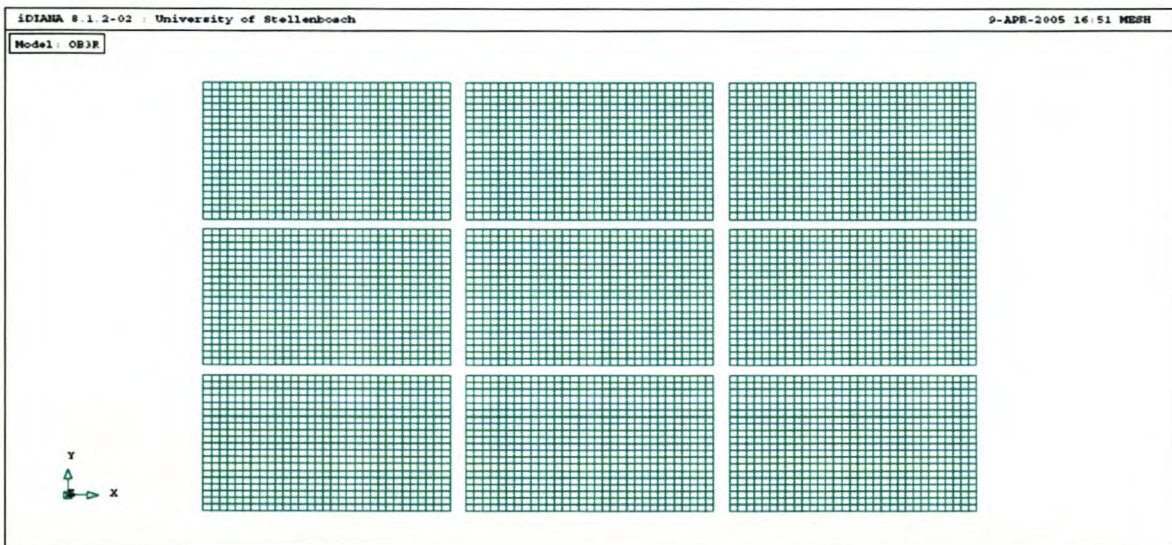 iDIANA 8.1.2-02 : University of Stellenbosch
9-APR-2005 16:51 MESH
Model: OB3R
Y
X